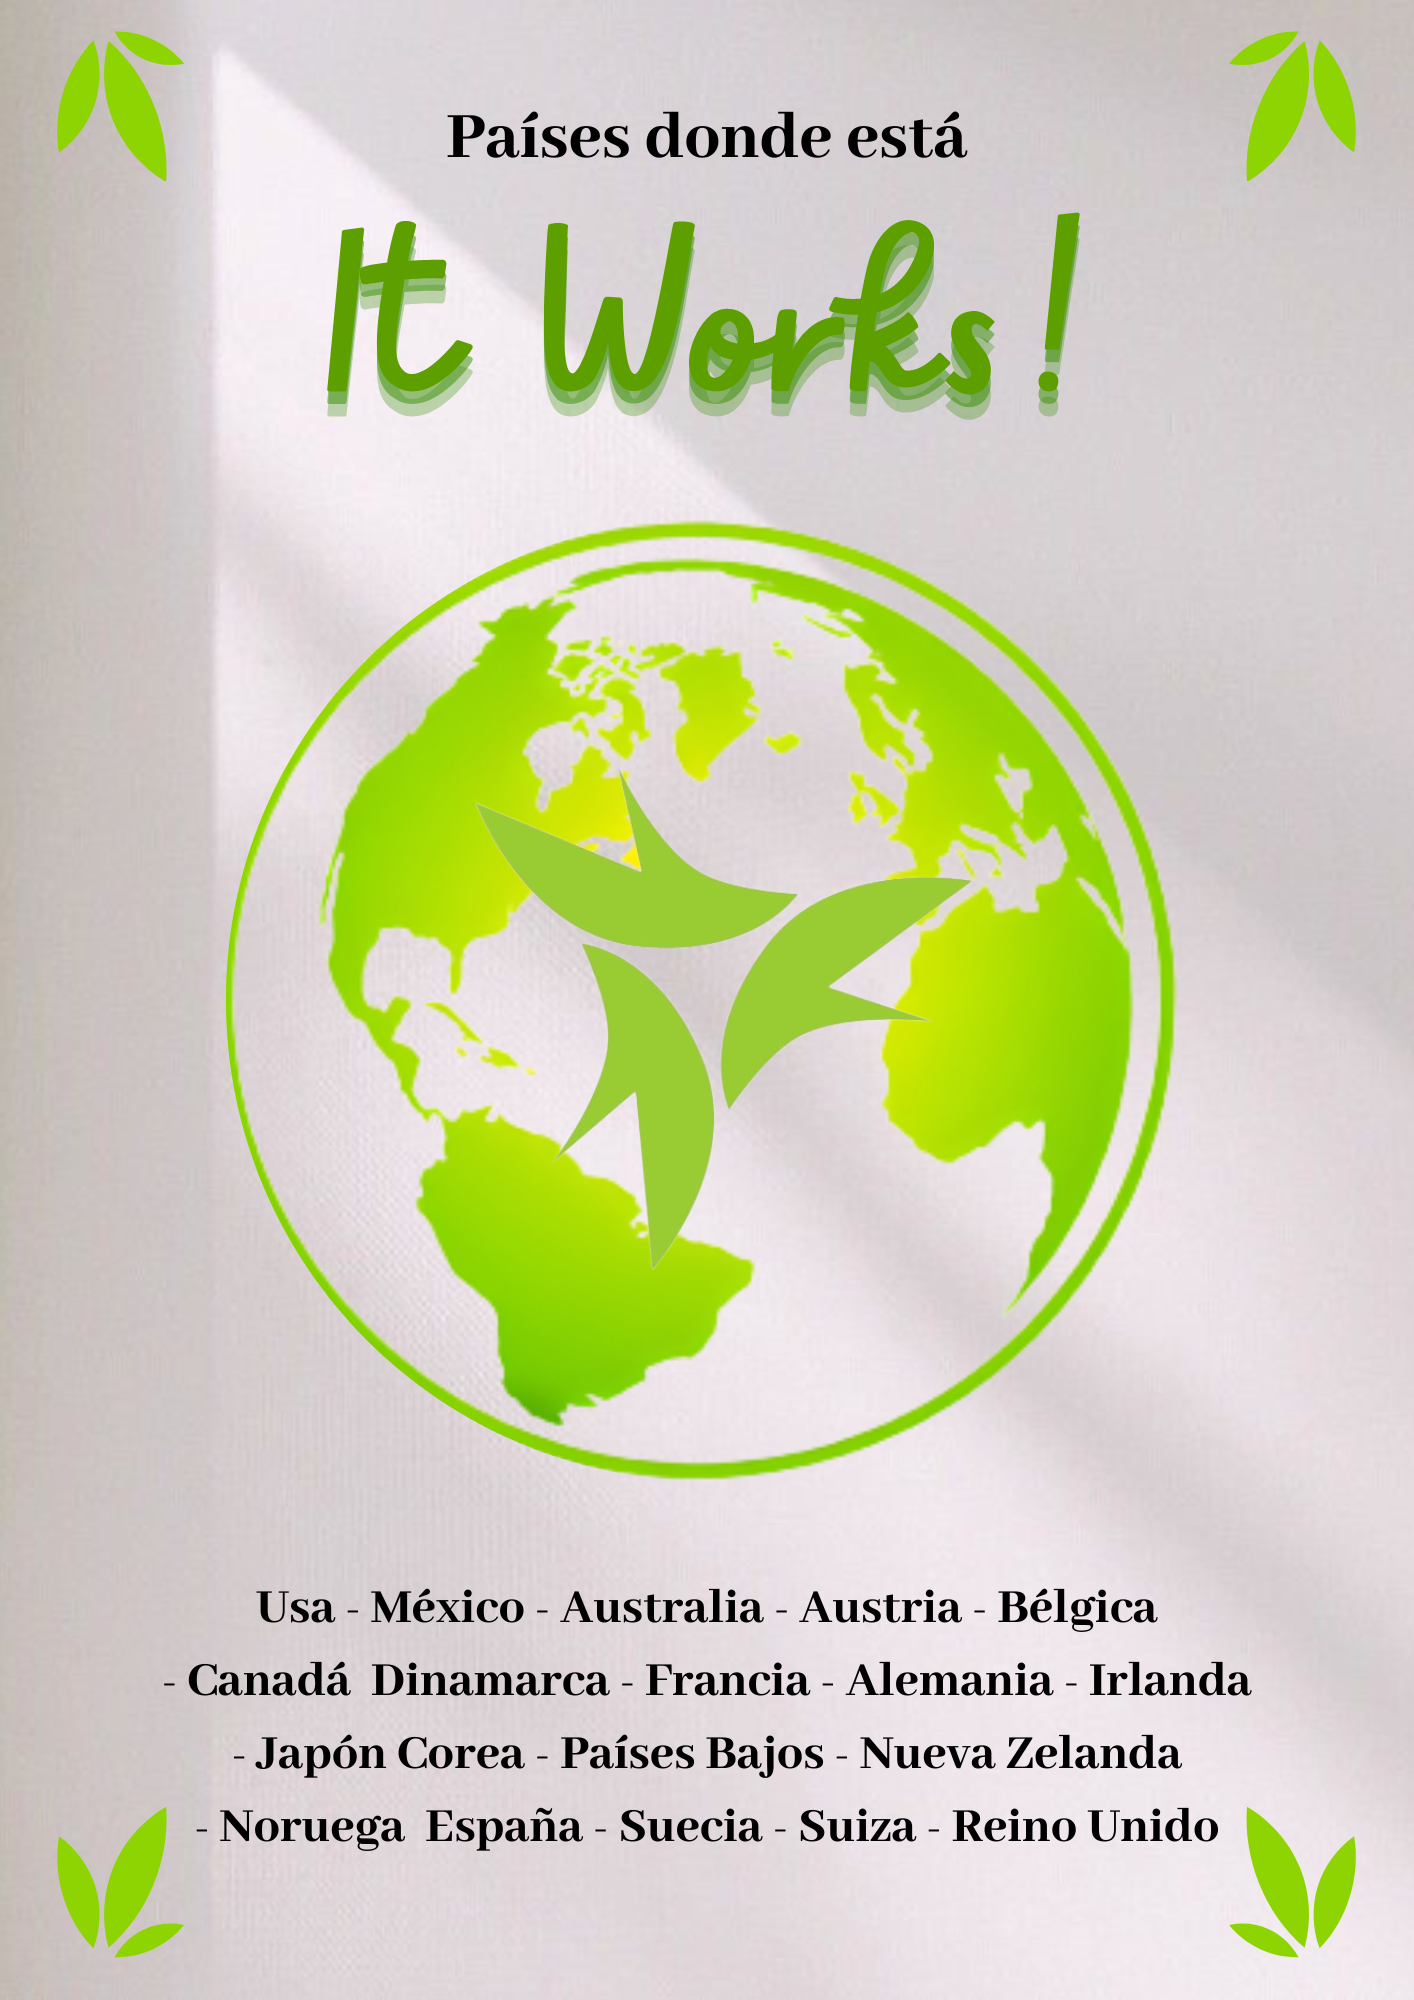 Países donde está
It Works!
Usa - México - Australia - Austria - Bélgica
- Canadá  Dinamarca - Francia - Alemania - Irlanda
- Japón Corea - Países Bajos - Nueva Zelanda
- Noruega  España - Suecia - Suiza - Reino Unido